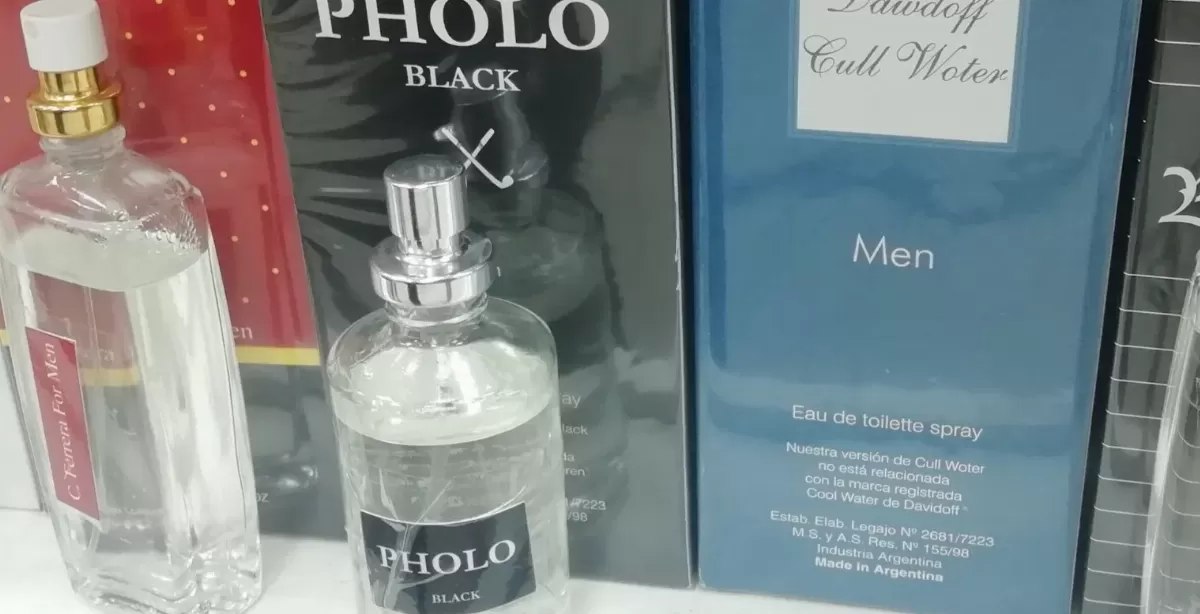 PHOLO
BLACK
Dawdoff
Cull Woter
Men
Eau de toilette spray
Nuestra versión de Cull Woter
no está relacionada
con la marca registrada
Cool Water de Davidoff
Estab. Elab. Legajo Nº 2681/7223
M.S. y A.S. Res. Nº 155/98
Industria Argentina
Made in Argentina
C. Ferrera For Men
PHOLO
BLACK